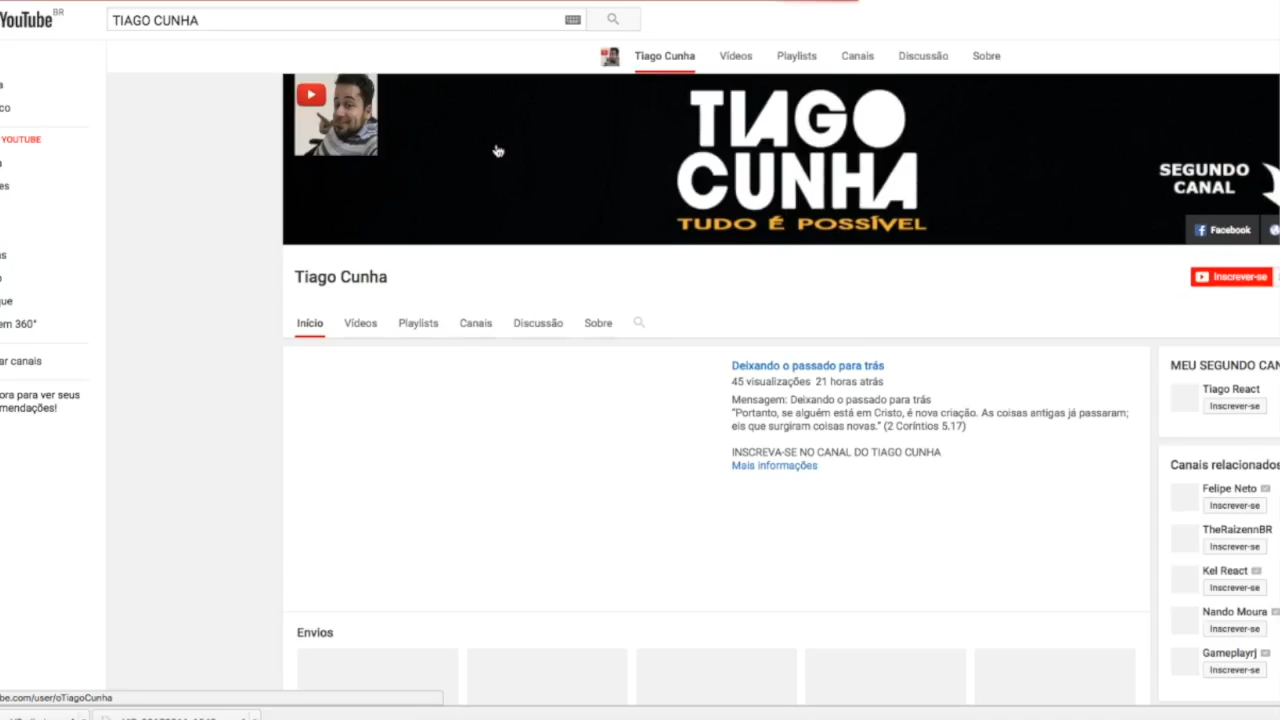 YouTube BR
TIAGO CUNHA
Tiago Cunha Vídeos Playlists Canais Discussão Sobre
a
co
YOUTUBE
a
es
s
o
que
em 360°
ar canais
ora para ver seus
mendações!
TIAGO
CUNHA
TUDO É POSSÍVEL
SEGUNDO
CANAL
Facebook
Tiago Cunha
Inscrever-se
Início Vídeos Playlists Canais Discussão Sobre
Deixando o passado para trás
45 visualizações 21 horas atrás
Mensagem: Deixando o passado para trás
"Portanto, se alguém está em Cristo, é nova criação. As coisas antigas já passaram;
eis que surgiram coisas novas." (2 Coríntios 5.17)
INSCREVA-SE NO CANAL DO TIAGO CUNHA
Mais informações
MEU SEGUNDO CAN
Tiago React
Inscrever-se
Canais relacionados
Felipe Neto
Inscrever-se
TheRaizennBR
Inscrever-se
Kel React
Inscrever-se
Nando Moura
Inscrever-se
Gameplayrj
Inscrever-se
Envios
be.com/user/oTiagoCunha